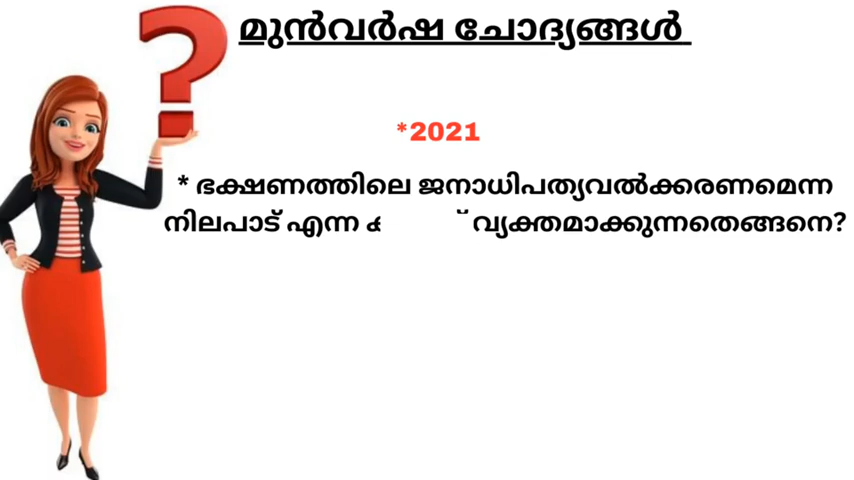 മുൻവർഷ ചോദ്യങ്ങൾ
*2021
* ഭക്ഷണത്തിലെ ജനാധിപത്യവൽക്കരണമെന്ന
നിലപാട് എന്ന വ്യക്തമാക്കുന്നതെങ്ങനെ?